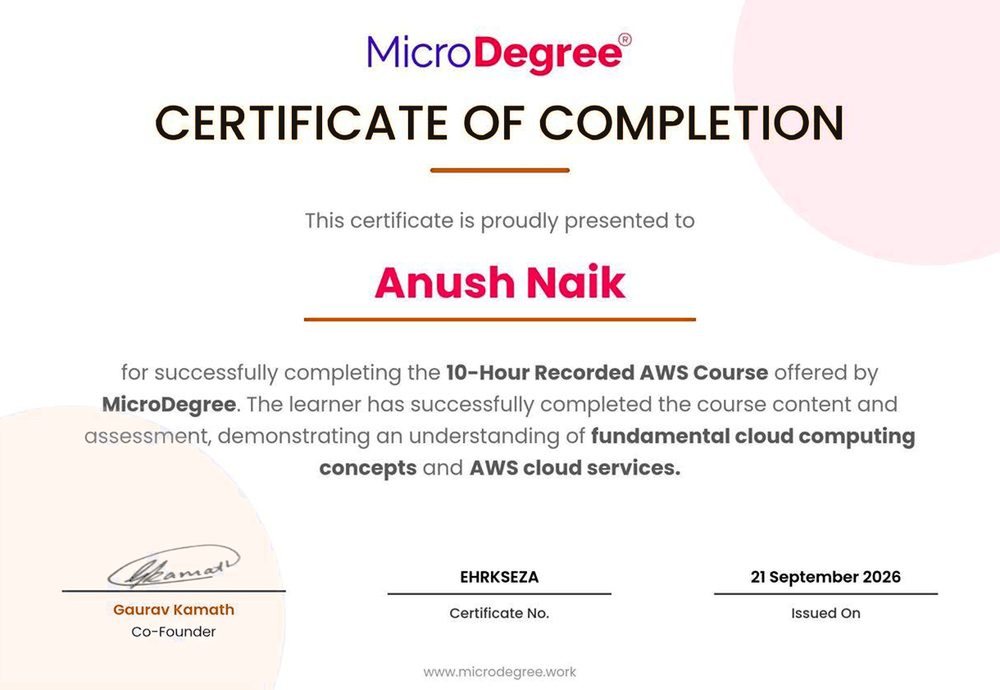 MicroDegree®
CERTIFICATE OF COMPLETION
This certificate is proudly presented to
Anush Naik
for successfully completing the 10-Hour Recorded AWS Course offered by
MicroDegree. The learner has successfully completed the course content and
assessment, demonstrating an understanding of fundamental cloud computing
concepts and AWS cloud services.
GKamath
Gaurav Kamath
Co-Founder
EHRKSEZA
Certificate No.
21 September 2026
Issued On
www.microdegree.work